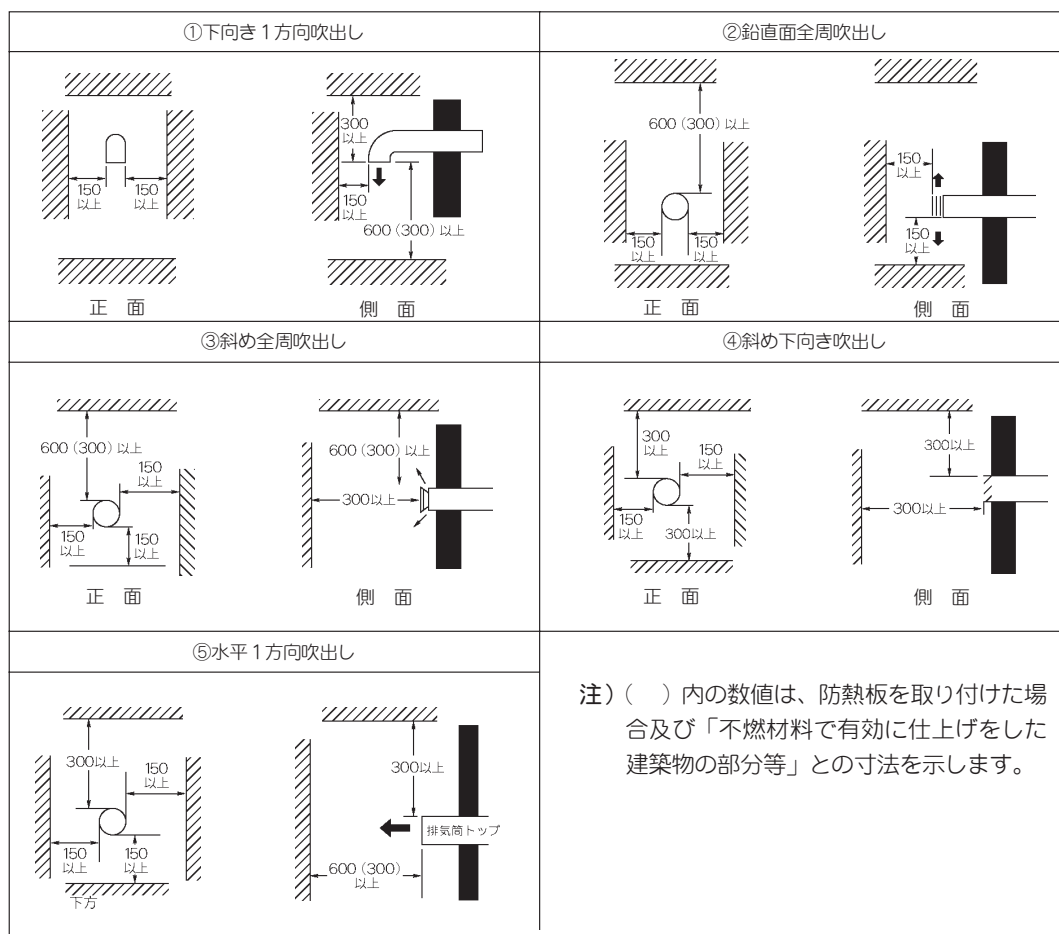 ①下向き1方向吹出し
150
以上
150
以上
正 面
300
以上
150
以上
600(300)以上
側 面
②鉛直面全周吹出し
600(300)以上
150
以上
150
以上
正 面
150
以上
150
以上
側 面
③斜め全周吹出し
600(300)以上
150
以上
150
以上
150
以上
正 面
600(300)以上
300以上
側 面
④斜め下向き吹出し
300
以上
150
以上
150
以上
300以上
正 面
300以上
300以上
側 面
⑤水平1方向吹出し
300以上
150
以上
150
以上
150
以上
下方
300以上
排気筒トップ
600(300)
以上
注)( )内の数値は、防熱板を取り付けた場
合及び「不燃材料で有効に仕上げをした
建築物の部分等」との寸法を示します。